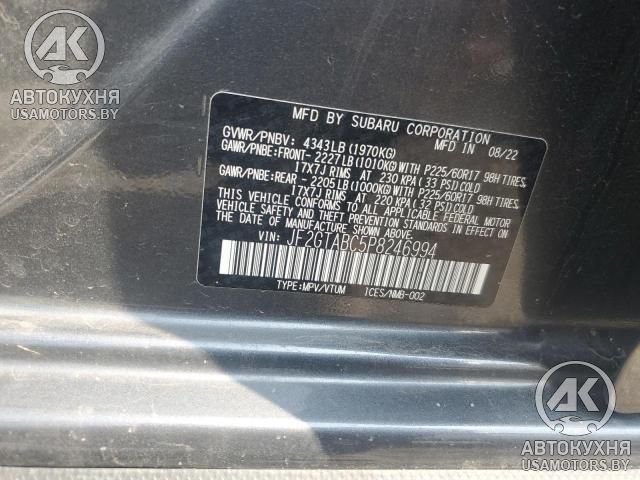 AK
АВТОКУХНЯ
USAMOTORS.BY
MFD BY SUBARU CORPORATION
GVWR/PNBV: 4343LB(1970KG) MFD IN 08/22
GAWR/PNBE:FRONT-2227LB(1010KG)WITH P225/60R17 98H TIRES,
17X7J RIMS AT 230 KPA(33 PSI)COLD
GAWR/PNBE:REAR -2205LB(1000KG)WITH P225/60R17 98H TIRES,
17X7J RIMS AT 220 KPA(32 PSI)COLD
THIS VEHICLE CONFORMS TO ALL APPLICABLE FEDERAL MOTOR
VEHICLE SAFETY AND THEFT PREVENTION STANDARDS IN EFFECT
ON THE DATE OF MANUFACTURE SHOWN ABOVE.
VIN: JF2GTABC5P8246994
TYPE:MPV/VTUM ICES/NMB-002
AK
АВТОКУХНЯ
USAMOTORS.BY